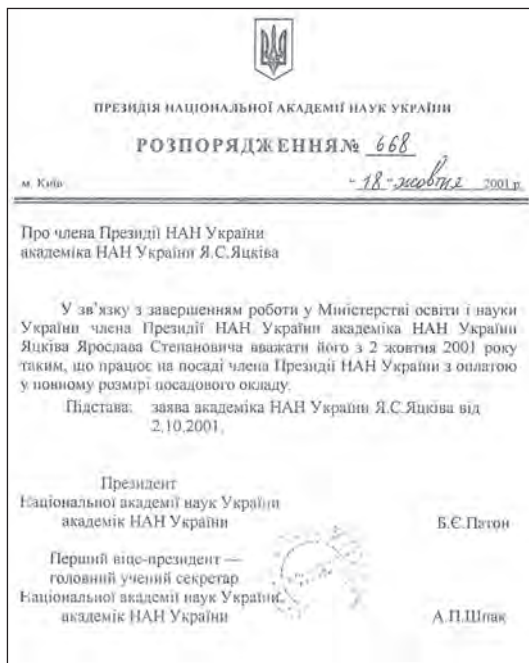 ПРЕЗИДІЯ НАЦІОНАЛЬНОЇ АКАДЕМІЇ НАУК УКРАЇНИ
РОЗПОРЯДЖЕННЯ№ 668
м. Київ "18" жовтня 2001 р.
Про члена Президії НАН України
академіка НАН України Я.С.Яцківа
У зв’язку з завершенням роботи у Міністерстві освіти і науки
України члена Президії НАН України академіка НАН України
Яцківа Ярослава Степановича вважати його з 2 жовтня 2001 року
таким, що працює на посаді члена Президії НАН України з оплатою
у повному розмірі посадового окладу.
Підстава: заява академіка НАН України Я.С.Яцківа від
2.10.2001.
Президент
Національної академії наук України
академік НАН України Б.Є.Патон
Перший віце-президент —
головний учений секретар
Національної академії наук України
академік НАН України А.П.Шпак